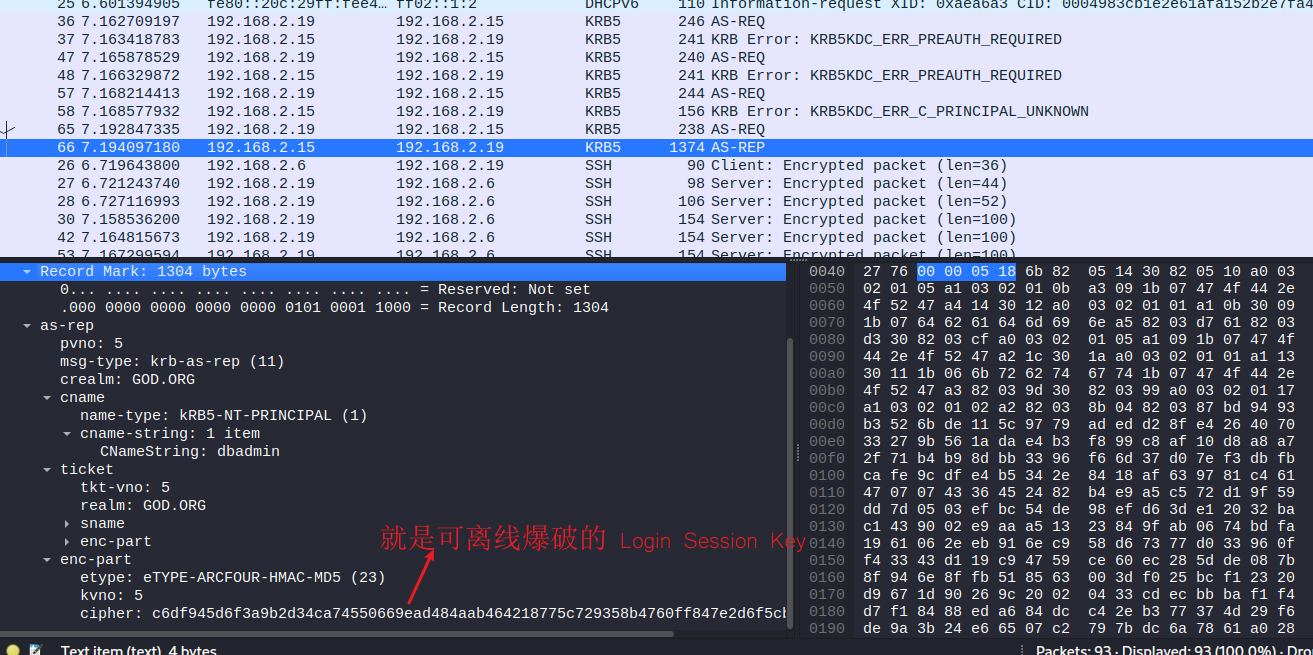 25 6.601394905 fe80::20c:29ff:fee4… ff02::1:2 DHCPv6 110 Information-request XID: 0xaea6a3 CID: 0004983cb1e2e61afa152b2e7fa4
36 7.162709197 192.168.2.19 192.168.2.15 KRB5 246 AS-REQ
37 7.163418783 192.168.2.15 192.168.2.19 KRB5 241 KRB Error: KRB5KDC_ERR_PREAUTH_REQUIRED
47 7.165878529 192.168.2.19 192.168.2.15 KRB5 240 AS-REQ
48 7.166329872 192.168.2.15 192.168.2.19 KRB5 241 KRB Error: KRB5KDC_ERR_PREAUTH_REQUIRED
57 7.168214413 192.168.2.19 192.168.2.15 KRB5 244 AS-REQ
58 7.168577932 192.168.2.15 192.168.2.19 KRB5 156 KRB Error: KRB5KDC_ERR_C_PRINCIPAL_UNKNOWN
65 7.192847335 192.168.2.19 192.168.2.15 KRB5 238 AS-REQ
66 7.194097180 192.168.2.15 192.168.2.19 KRB5 1374 AS-REP
26 6.719643800 192.168.2.6 192.168.2.19 SSH 90 Client: Encrypted packet (len=36)
27 6.721243740 192.168.2.19 192.168.2.6 SSH 98 Server: Encrypted packet (len=44)
28 6.727116993 192.168.2.19 192.168.2.6 SSH 106 Server: Encrypted packet (len=52)
30 7.158536200 192.168.2.19 192.168.2.6 SSH 154 Server: Encrypted packet (len=100)
42 7.164815673 192.168.2.19 192.168.2.6 SSH 154 Server: Encrypted packet (len=100)
53 7.167299594 192.168.2.19 192.168.2.6 SSH 154 Server: Encrypted packet (len=100)
Record Mark: 1304 bytes
0... .... .... .... .... .... .... .... = Reserved: Not set
.000 0000 0000 0000 0000 0101 0001 1000 = Record Length: 1304
as-rep
pvno: 5
msg-type: krb-as-rep (11)
crealm: GOD.ORG
cname
name-type: kRB5-NT-PRINCIPAL (1)
cname-string: 1 item
CNameString: dbadmin
ticket
tkt-vno: 5
realm: GOD.ORG
sname
enc-part
enc-part
etype: eTYPE-ARCFOUR-HMAC-MD5 (23)
kvno: 5
cipher: c6df945d6f3a9b2d34ca74550669ead484aab464218775c729358b4760ff847e2d6f5cb
就是可离线爆破的 Login Session Key
0040 27 76 00 00 05 18 6b 82 05 14 30 82 05 10 a0 03
0050 02 01 05 a1 03 02 01 0b a3 09 1b 07 47 4f 44 2e
0060 4f 52 47 a4 14 30 12 a0 03 02 01 01 a1 0b 30 09
0070 1b 07 64 62 61 64 6d 69 6e a5 82 03 d7 61 82 03
0080 d3 30 82 03 cf a0 03 02 01 05 a1 09 1b 07 47 4f
0090 44 2e 4f 52 47 a2 1c 30 1a a0 03 02 01 01 a1 13
00a0 30 11 1b 06 6b 72 62 74 67 74 1b 07 47 4f 44 2e
00b0 4f 52 47 a3 82 03 9d 30 82 03 99 a0 03 02 01 17
00c0 a1 03 02 01 02 a2 82 03 8b 04 82 03 87 bd 94 93
00d0 b3 52 6b de 11 5c 97 79 ad ed d2 8f e4 26 40 70
00e0 33 27 9b 56 1a da e4 b3 f8 99 c8 af 10 d8 a8 a7
00f0 2f 71 b4 b9 8d bb 33 96 f6 6d 37 d0 7e f3 db fb
0100 ca fe 9c df e4 b5 34 2e 84 18 af 63 97 81 c4 61
0110 47 07 07 43 36 45 24 82 b4 e9 a5 c5 72 d1 9f 59
0120 dd 7d 05 03 ef bc 54 de 98 ef d6 3d e1 20 32 ba
0130 c1 43 90 02 e9 aa a5 13 23 84 9f ab 06 74 bd fa
0140 19 61 06 2e eb 91 6e c9 58 d6 73 77 d0 33 96 0f
0150 f4 33 43 d1 19 c9 47 59 ce 60 ec 28 5d de 08 7b
0160 8f 94 6e 8f fb 51 85 63 00 3d f0 25 bc f1 23 20
0170 d9 67 1d 90 26 9c 20 02 04 33 cd ec bb ba f1 f4
0180 d7 f1 84 88 ed a6 84 dc c4 2e b3 77 37 4d 29 f6
0190 de 9a 3b 24 e6 65 07 c2 79 7b dc 6a 78 61 a0 28
Text item (text), 4 bytes
Packets: 93 · Displayed: 93 (100.0%) · Dro